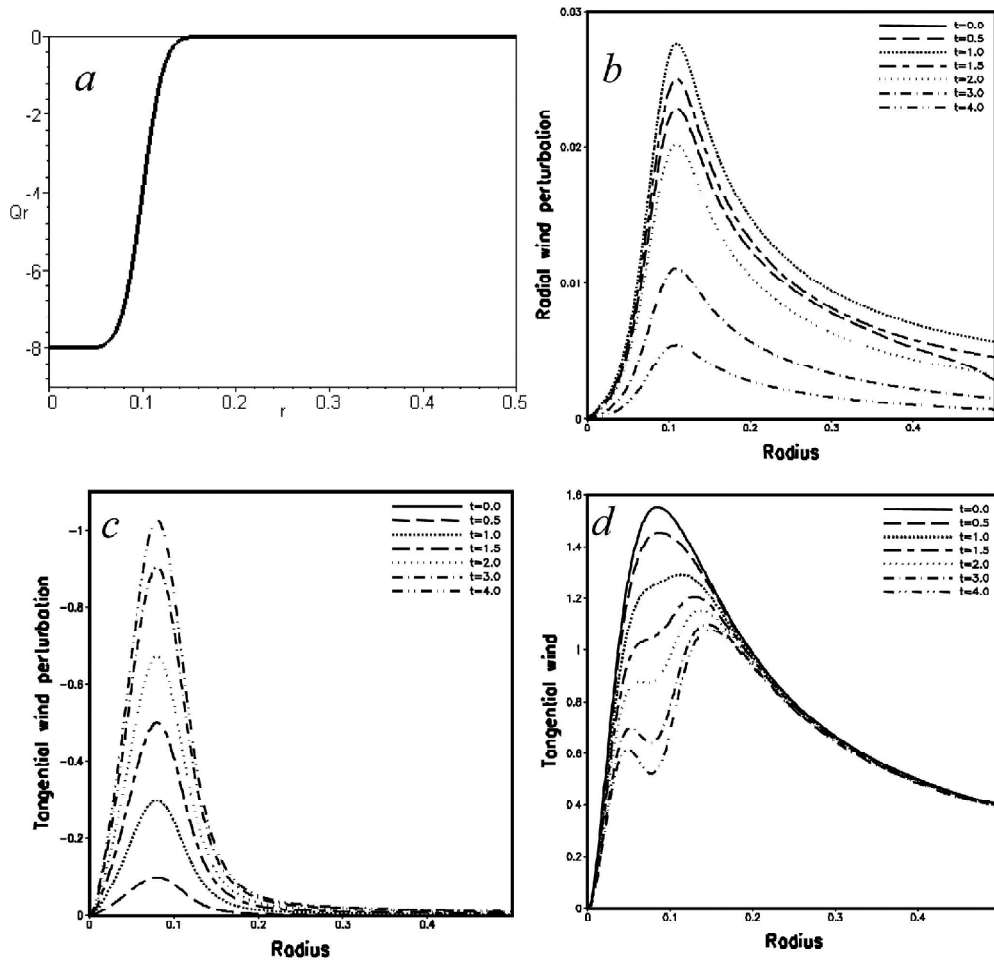 a
0
-2
-4
Qr
-6
-8
0
0.1
0.2
0.3
0.4
0.5
r
b
0.03
0.02
0.01
0
Radial wind perturbation
t=0.0
t=0.5
t=1.0
t=1.5
t=2.0
t=3.0
t=4.0
0
0.1
0.2
0.3
0.4
Radius
c
-1
-0.8
-0.6
-0.4
-0.2
0
Tangential wind perturbation
t=0.0
t=0.5
t=1.0
t=1.5
t=2.0
t=3.0
t=4.0
0
0.1
0.2
0.3
0.4
Radius
d
1.6
1.4
1.2
1
0.8
0.6
0.4
0.2
0
Tangential wind
t=0.0
t=0.5
t=1.0
t=1.5
t=2.0
t=3.0
t=4.0
0
0.1
0.2
0.3
0.4
Radius